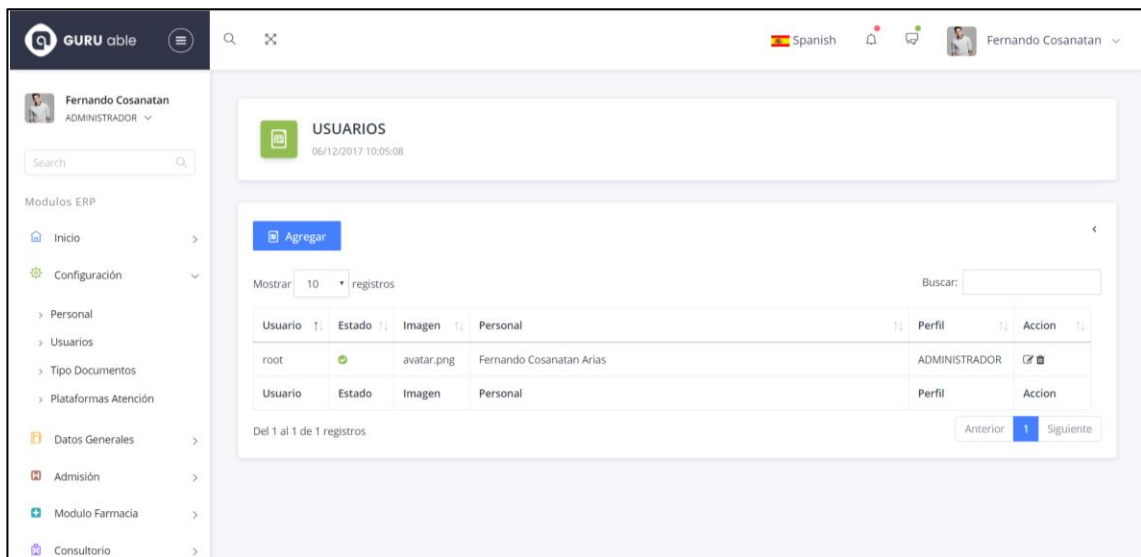 GURU able
Spanish
Fernando Cosanatan
Fernando Cosanatan
ADMINISTRADOR
Search
Modulos ERP
Inicio
Configuración
Personal
Usuarios
Tipo Documentos
Plataformas Atención
Datos Generales
Admisión
Modulo Farmacia
Consultorio
USUARIOS
06/12/2017 10:05:08
Agregar
Mostrar 10 registros
Buscar:
Usuario Estado Imagen Personal Perfil Accion
root avatar.png Fernando Cosanatan Arias ADMINISTRADOR
Usuario Estado Imagen Personal Perfil Accion
Del 1 al 1 de 1 registros
Anterior 1 Siguiente